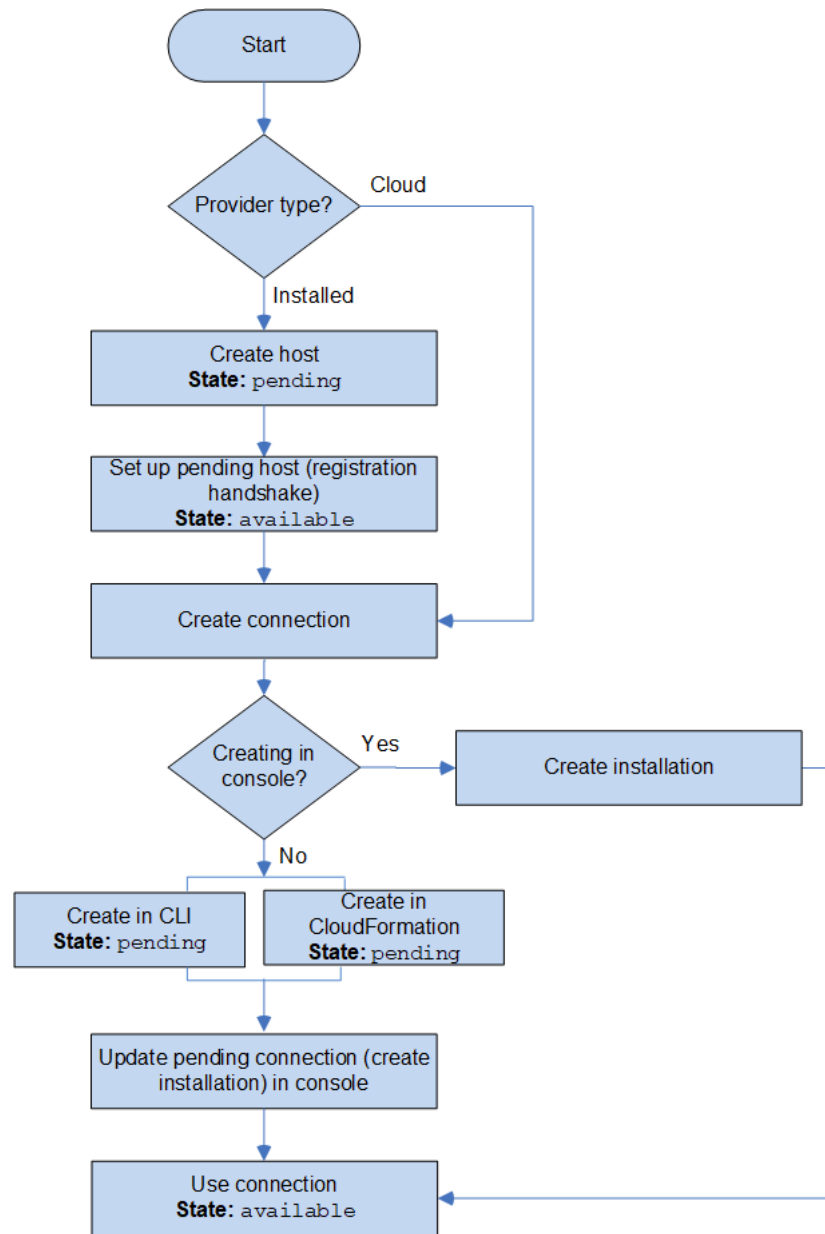 Start
Provider type?
Cloud
Installed
Create host
State: pending
Set up pending host (registration
handshake)
State: available
Create connection
Creating in
console?
Yes
Create installation
No
Create in CLI
State: pending
Create in
CloudFormation
State: pending
Update pending connection (create
installation) in console
Use connection
State: available